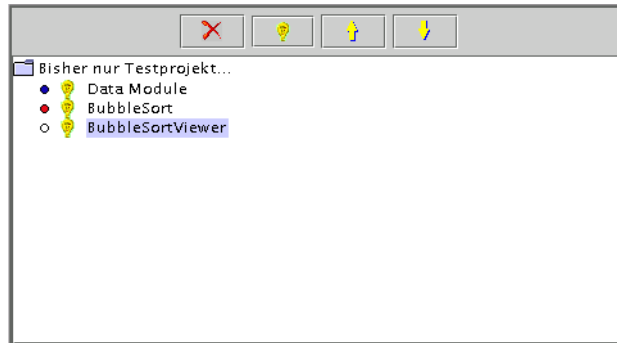 Bisher nur Testprojekt...
Data Module
BubbleSort
BubbleSortViewer